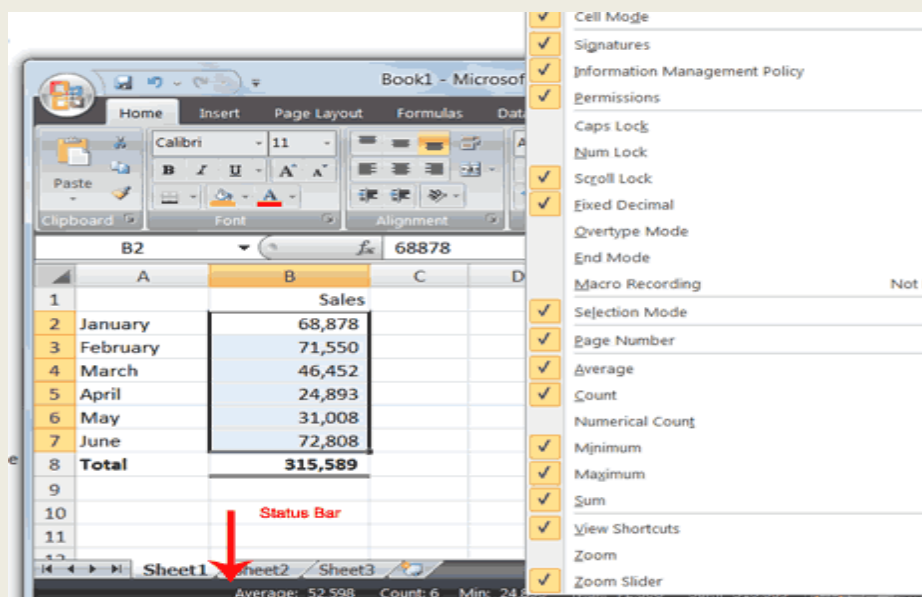 Book1 - Microsof
Home Insert Page Layout Formulas Dat
Calibri 11 A
B I U A A
Paste A
Clipboard Font Alignment
B2 fx 68878
A B C D
1 Sales
2 January 68,878
3 February 71,550
4 March 46,452
5 April 24,893
6 May 31,008
7 June 72,808
8 Total 315,589
9
10 Status Bar
11
12
Sheet1 Sheet2 Sheet3
Average: 52,598 Count: 6 Min: 24,8
e
Cell Mode
Signatures
Information Management Policy
Permissions
Caps Lock
Num Lock
Scroll Lock
Fixed Decimal
Overtype Mode
End Mode
Macro Recording Not
Selection Mode
Page Number
Average
Count
Numerical Count
Minimum
Maximum
Sum
View Shortcuts
Zoom
Zoom Slider